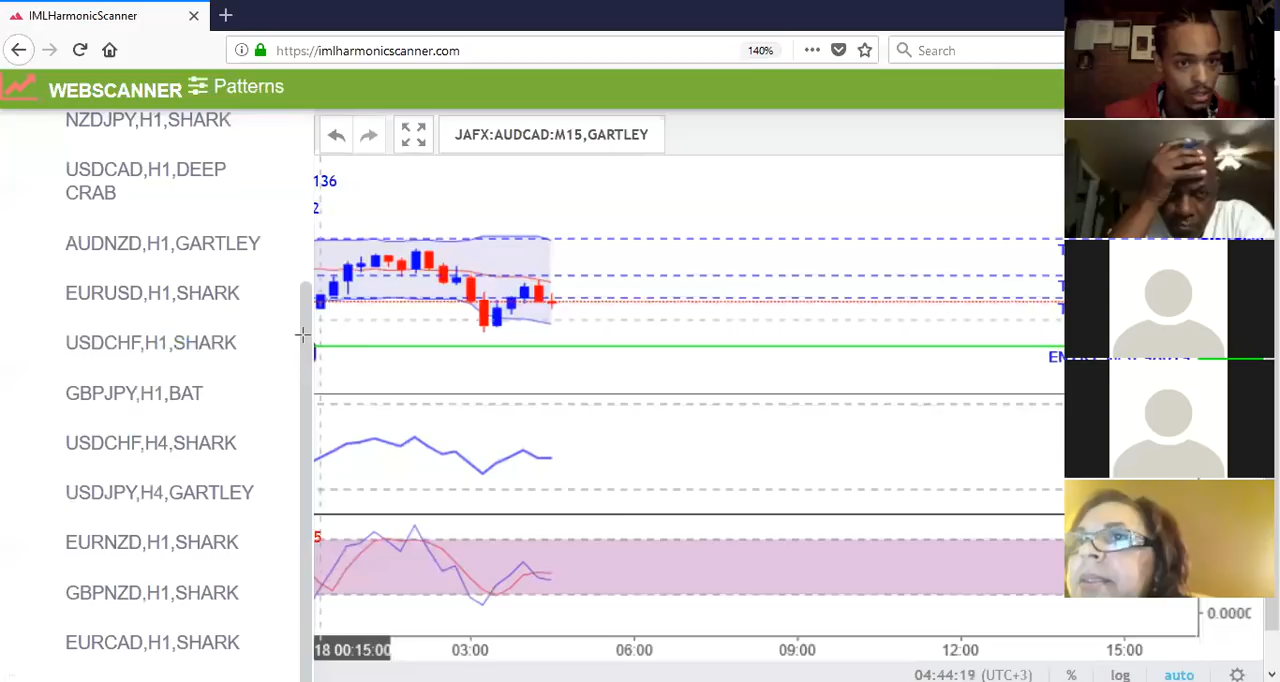 IMLHarmonicScanner
https://imlharmonicscanner.com
140%
Search
WEBSCANNER
Patterns
NZDJPY,H1,SHARK
USDCAD,H1,DEEP
CRAB
AUDNZD,H1,GARTLEY
EURUSD,H1,SHARK
USDCHF,H1,SHARK
GBPJPY,H1,BAT
USDCHF,H4,SHARK
USDJPY,H4,GARTLEY
EURNZD,H1,SHARK
GBPNZD,H1,SHARK
EURCAD,H1,SHARK
JAFX:AUDCAD:M15,GARTLEY
136
2
5
0.000
18 00:15:00
03:00
06:00
09:00
12:00
15:00
04:44:19 (UTC+3)
%
log
auto